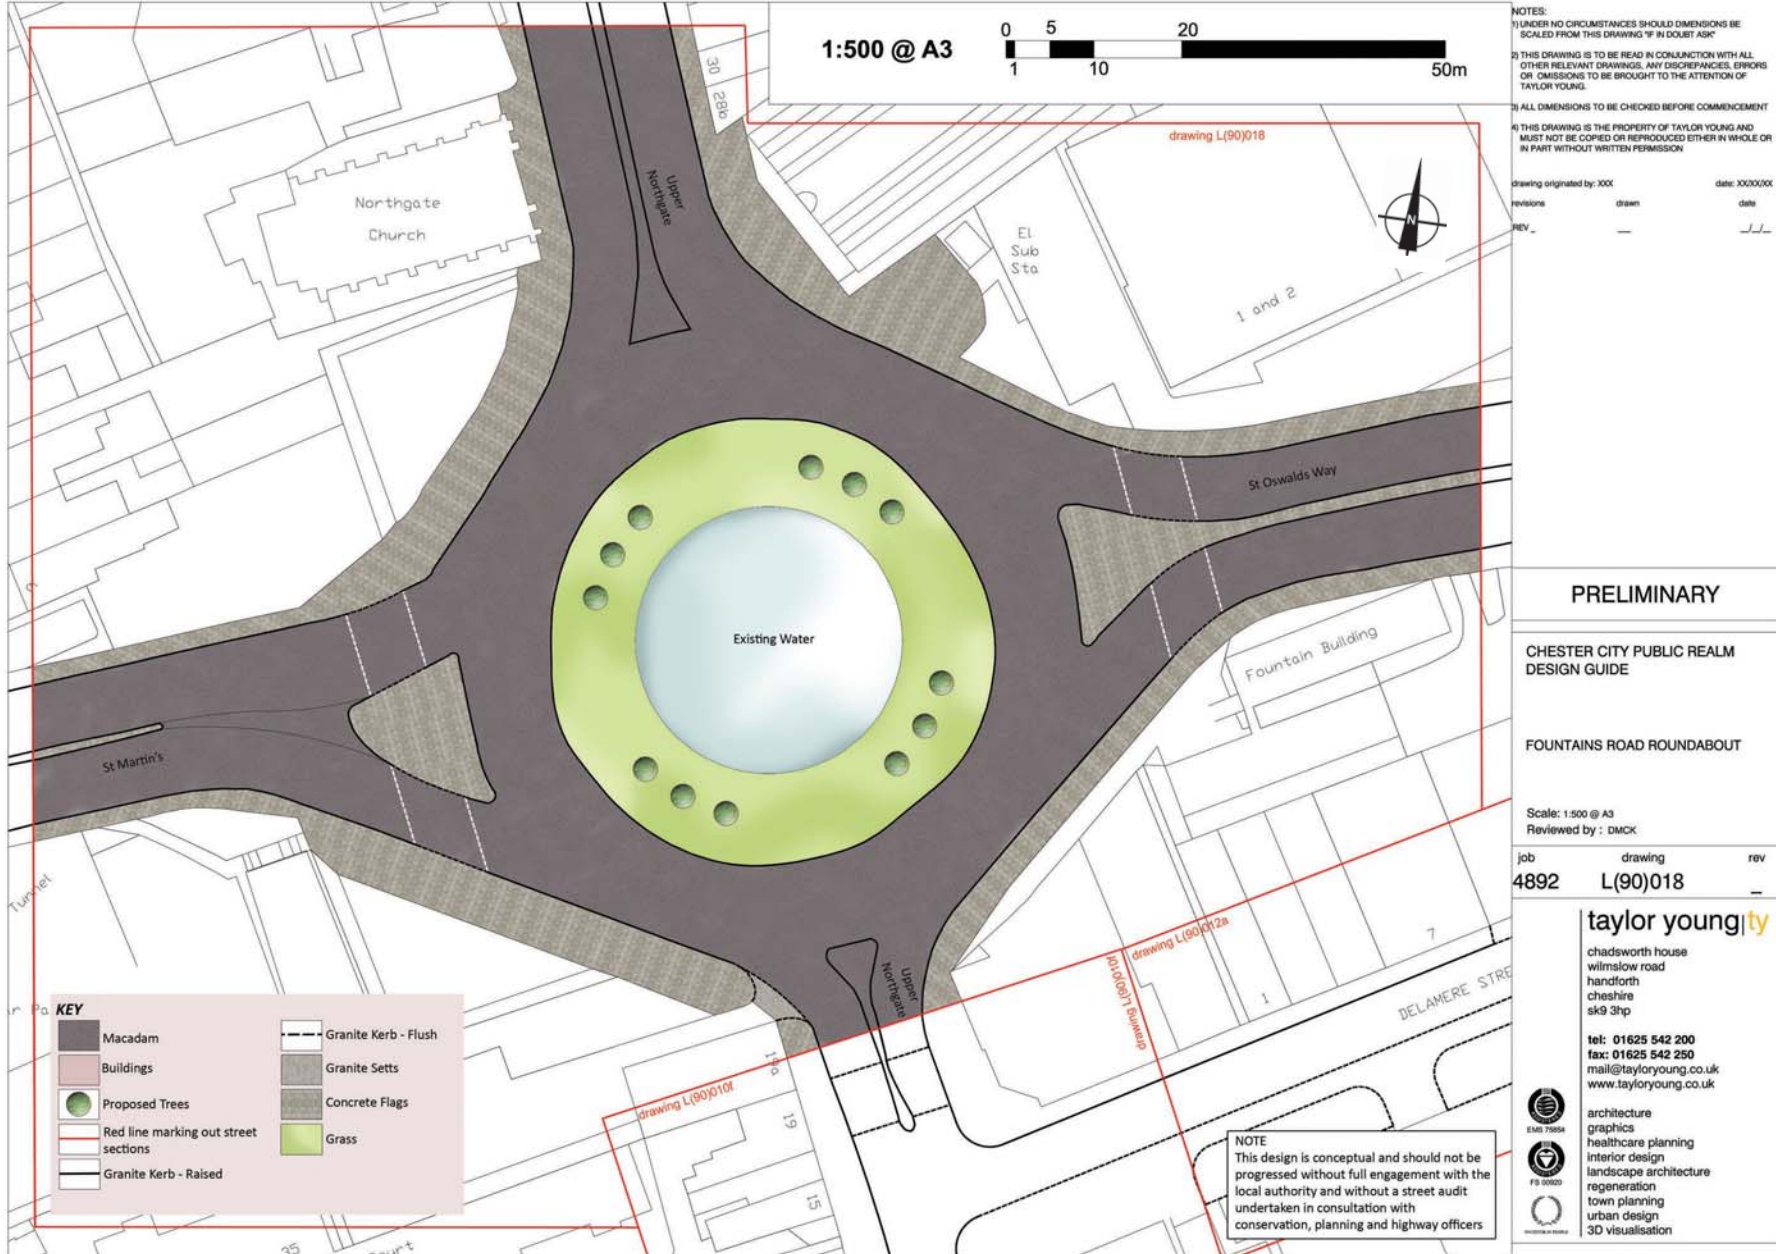 1:500 @ A3
0 5 20
1 10 50m
NOTES:
1) UNDER NO CIRCUMSTANCES SHOULD DIMENSIONS BE
SCALED FROM THIS DRAWING "IF IN DOUBT ASK"
2) THIS DRAWING IS TO BE READ IN CONJUNCTION WITH ALL
OTHER RELEVANT DRAWINGS, ANY DISCREPANCIES, ERRORS
OR OMISSIONS TO BE BROUGHT TO THE ATTENTION OF
TAYLOR YOUNG.
3) ALL DIMENSIONS TO BE CHECKED BEFORE COMMENCEMENT
4) THIS DRAWING IS THE PROPERTY OF TAYLOR YOUNG AND
MUST NOT BE COPIED OR REPRODUCED EITHER IN WHOLE OR
IN PART WITHOUT WRITTEN PERMISSION
drawing originated by: XXX date: XX/XX/XX
revisions drawn date
REV _ __ _/_/_
drawing L(90)018
30
28b
Northgate
Church
Upper
Northgate
El
Sub
Sta
N
1 and 2
St Oswalds Way
Existing Water
Fountain Building
St Martin's
Tunnel
Upper
Northgate
drawing L(90)012a
drawing L(90)010f
drawing L(90)010f
7
1
DELAMERE STRE
19a
19
15
35
Court
KEY
Macadam
Buildings
Proposed Trees
Red line marking out street
sections
Granite Kerb - Raised
Granite Kerb - Flush
Granite Setts
Concrete Flags
Grass
NOTE
This design is conceptual and should not be
progressed without full engagement with the
local authority and without a street audit
undertaken in consultation with
conservation, planning and highway officers
PRELIMINARY
CHESTER CITY PUBLIC REALM
DESIGN GUIDE
FOUNTAINS ROAD ROUNDABOUT
Scale: 1:500 @ A3
Reviewed by : DMCK
job drawing rev
4892 L(90)018 _
taylor young|ty
chadsworth house
wilmslow road
handforth
cheshire
sk9 3hp
tel: 01625 542 200
fax: 01625 542 250
mail@tayloryoung.co.uk
www.tayloryoung.co.uk
architecture
graphics
healthcare planning
interior design
landscape architecture
regeneration
town planning
urban design
3D visualisation
EMS 75854
FS 00920